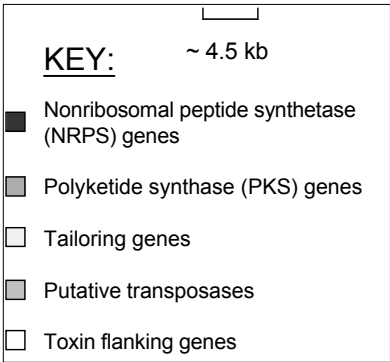 ~ 4.5 kb
KEY:
Nonribosomal peptide synthetase
(NRPS) genes
Polyketide synthase (PKS) genes
Tailoring genes
Putative transposases
Toxin flanking genes